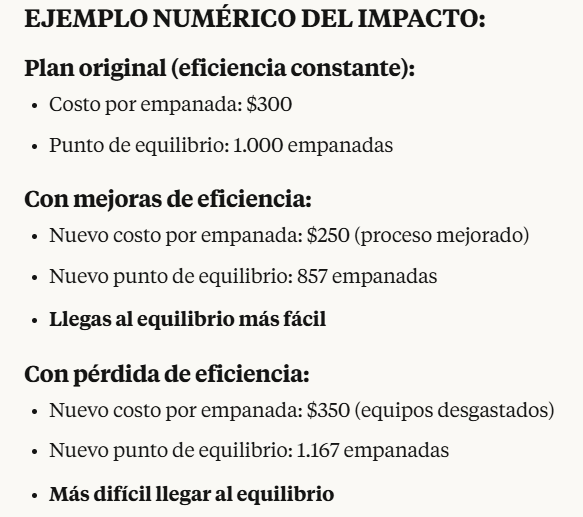 EJEMPLO NUMÉRICO DEL IMPACTO:
Plan original (eficiencia constante):
• Costo por empanada: $300
• Punto de equilibrio: 1.000 empanadas
Con mejoras de eficiencia:
• Nuevo costo por empanada: $250 (proceso mejorado)
• Nuevo punto de equilibrio: 857 empanadas
• Llegas al equilibrio más fácil
Con pérdida de eficiencia:
• Nuevo costo por empanada: $350 (equipos desgastados)
• Nuevo punto de equilibrio: 1.167 empanadas
• Más difícil llegar al equilibrio